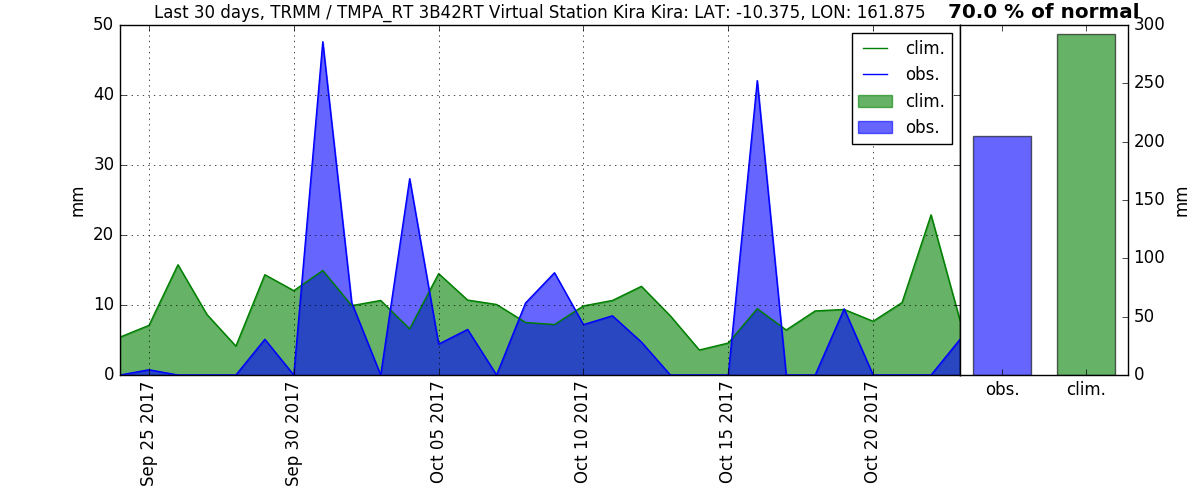 Last 30 days, TRMM / TMPA_RT 3B42RT Virtual Station Kira Kira: LAT: -10.375, LON: 161.875
70.0 % of normal
50
40
30
20
10
0
mm
clim.
obs.
clim.
obs.
Sep 25 2017
Sep 30 2017
Oct 05 2017
Oct 10 2017
Oct 15 2017
Oct 20 2017
300
250
200
150
100
50
0
mm
obs.
clim.